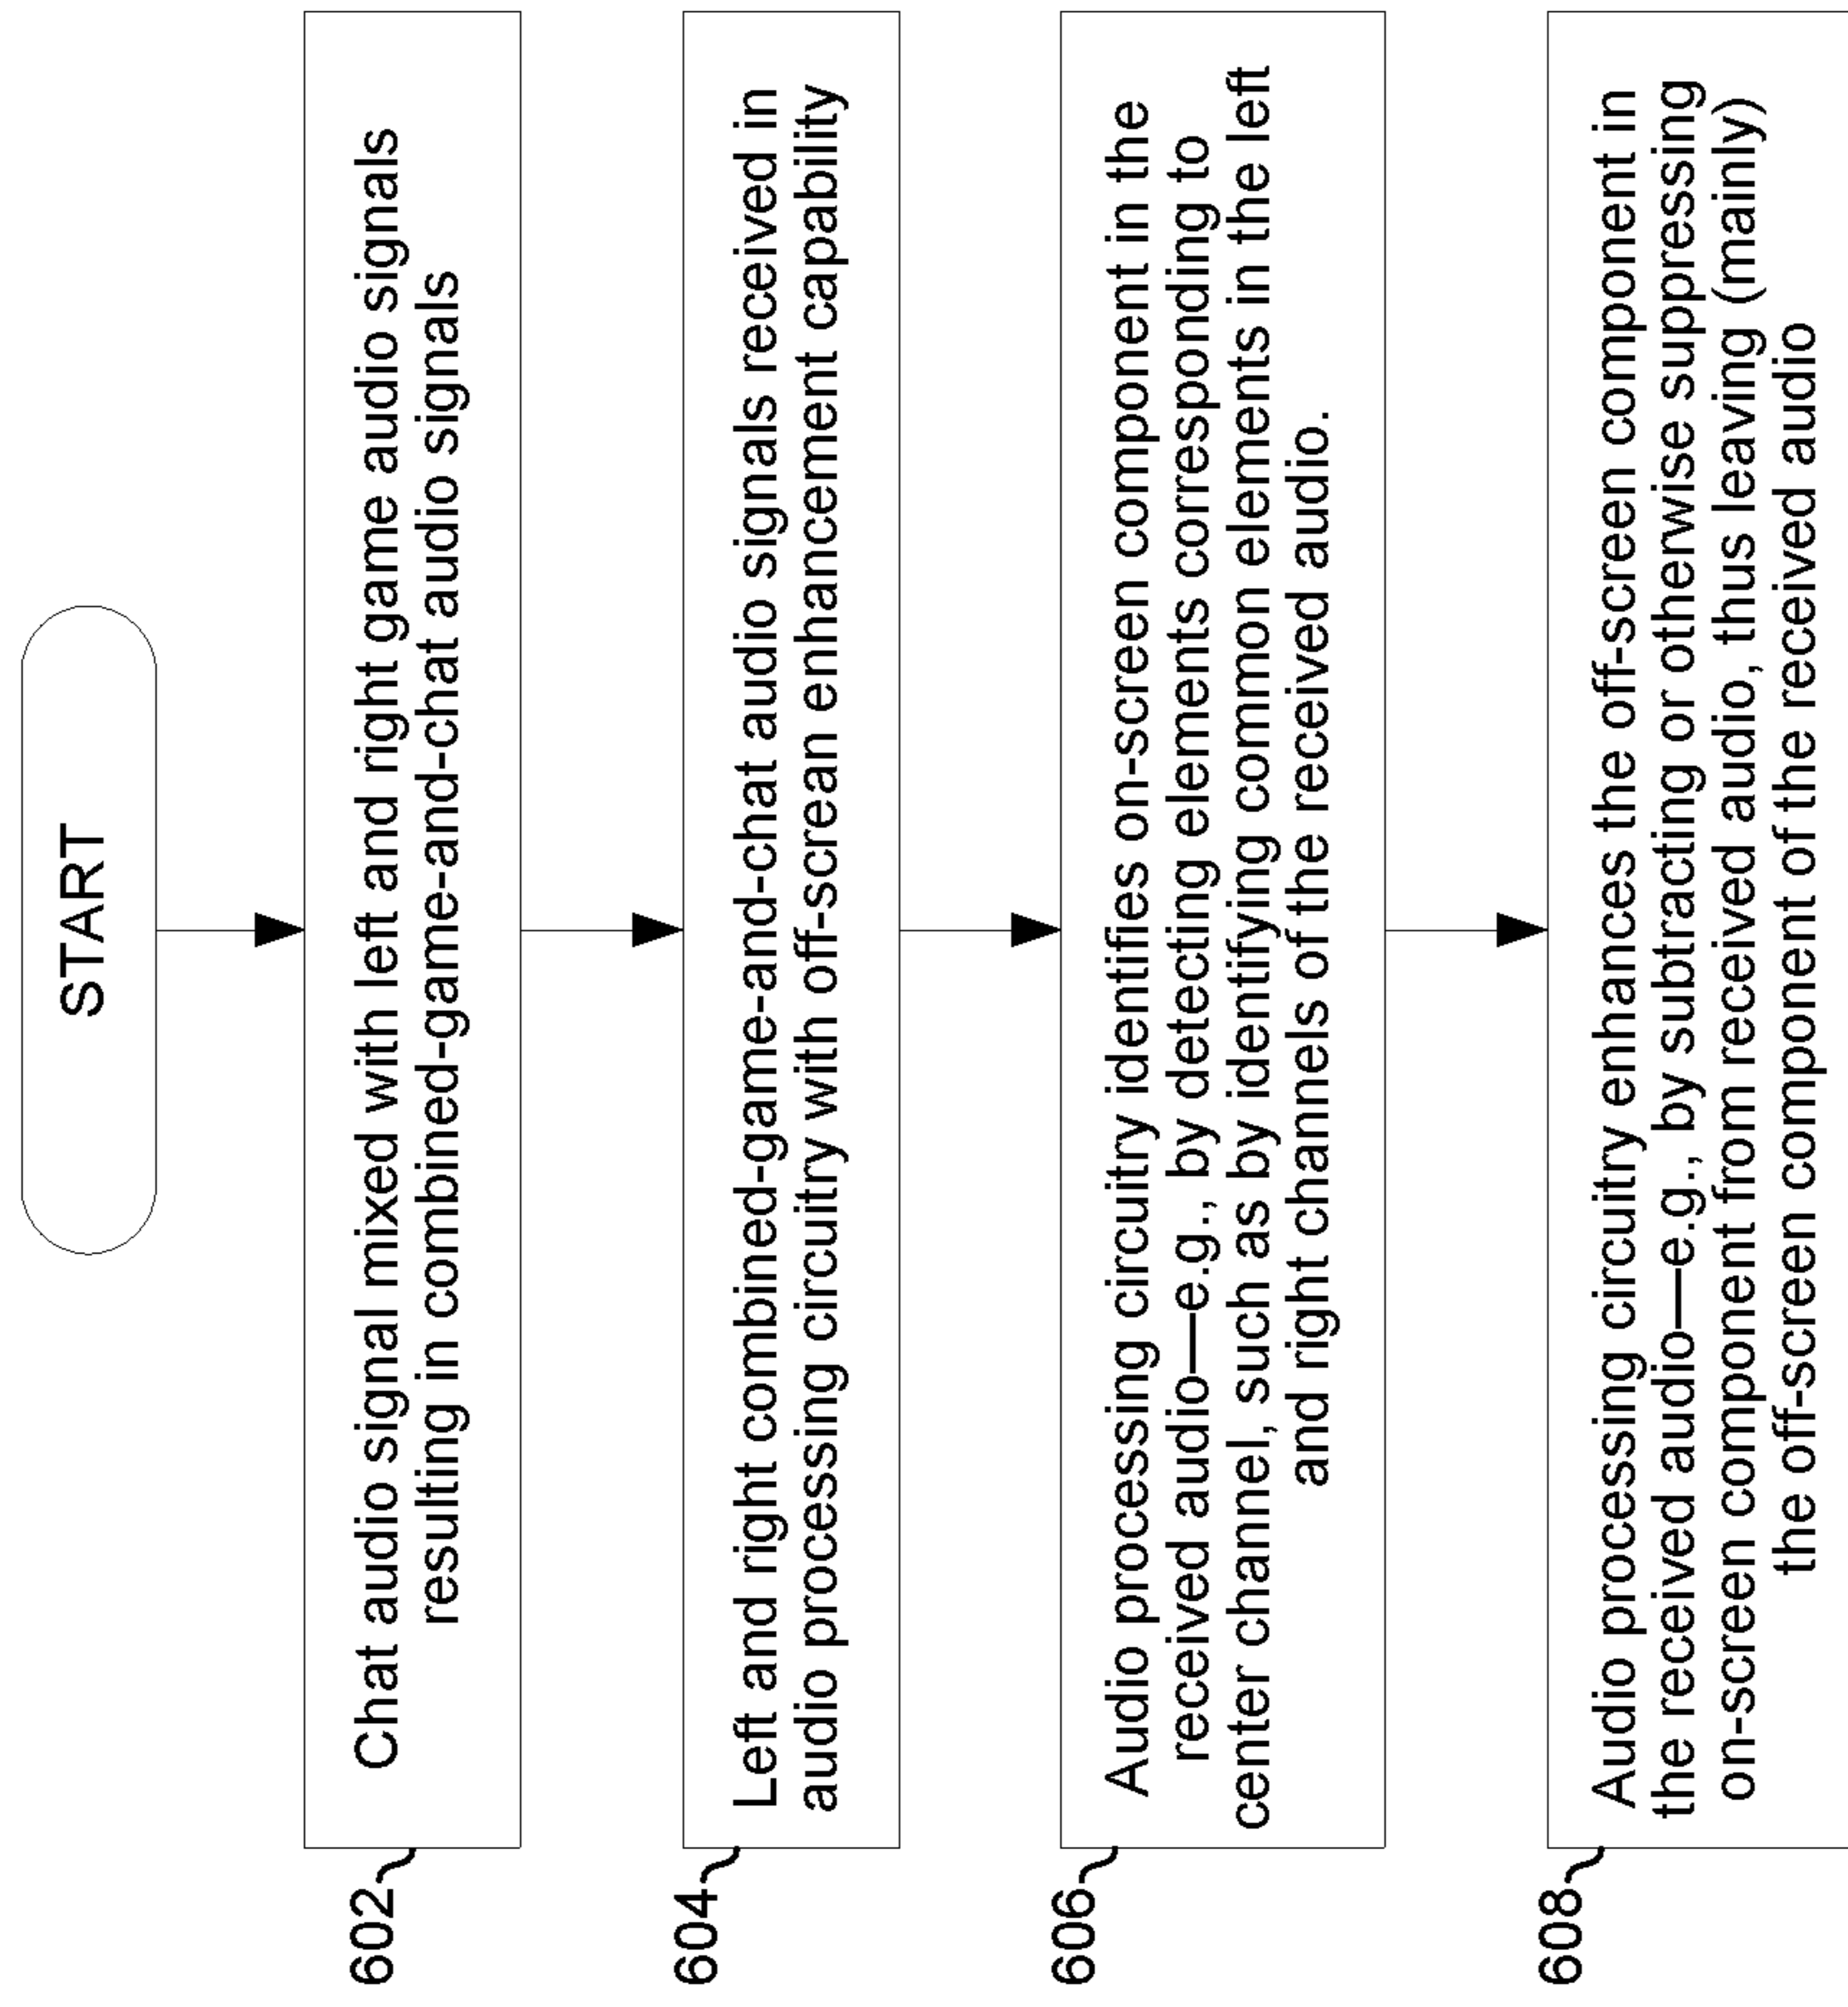 START
602
Chat audio signal mixed with left and right game audio signals
resulting in combined-game-and-chat audio signals
604
Left and right combined-game-and-chat audio signals received in
audio processing circuitry with off-screan enhancement capability
606
Audio processing circuitry identifies on-screen component in the
received audio—e.g., by detecting elements corresponding to
center channel, such as by identifying common elements in the left
and right channels of the received audio.
608
Audio processing circuitry enhances the off-screen component in
the received audio—e.g., by subtracting or otherwise suppressing
on-screen component from received audio, thus leaving (mainly)
the off-screen component of the received audio